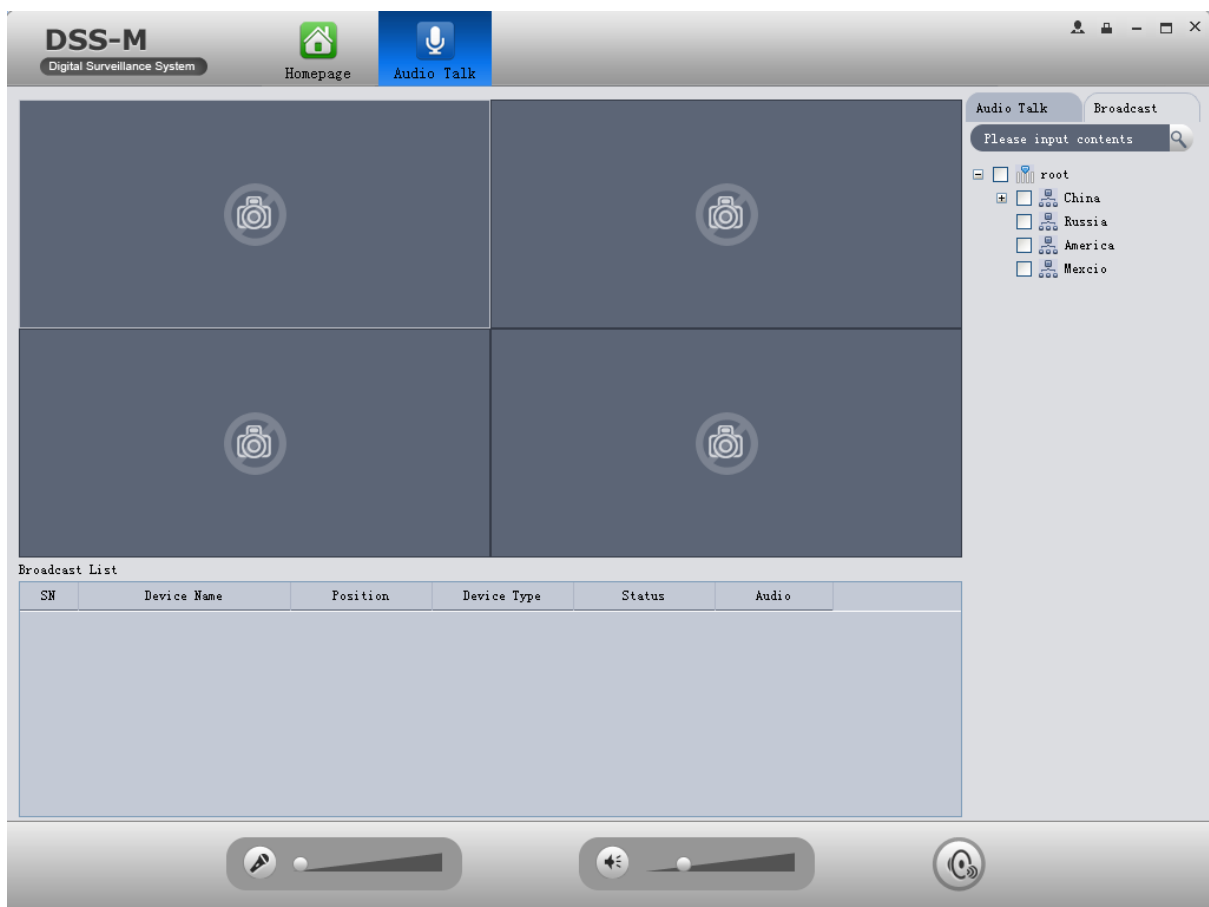 DSS-M
Digital Surveillance System
Homepage
Audio Talk
Audio Talk
Broadcast
Please input contents
root
China
Russia
America
Mexcio
Broadcast List
SN Device Name Position Device Type Status Audio